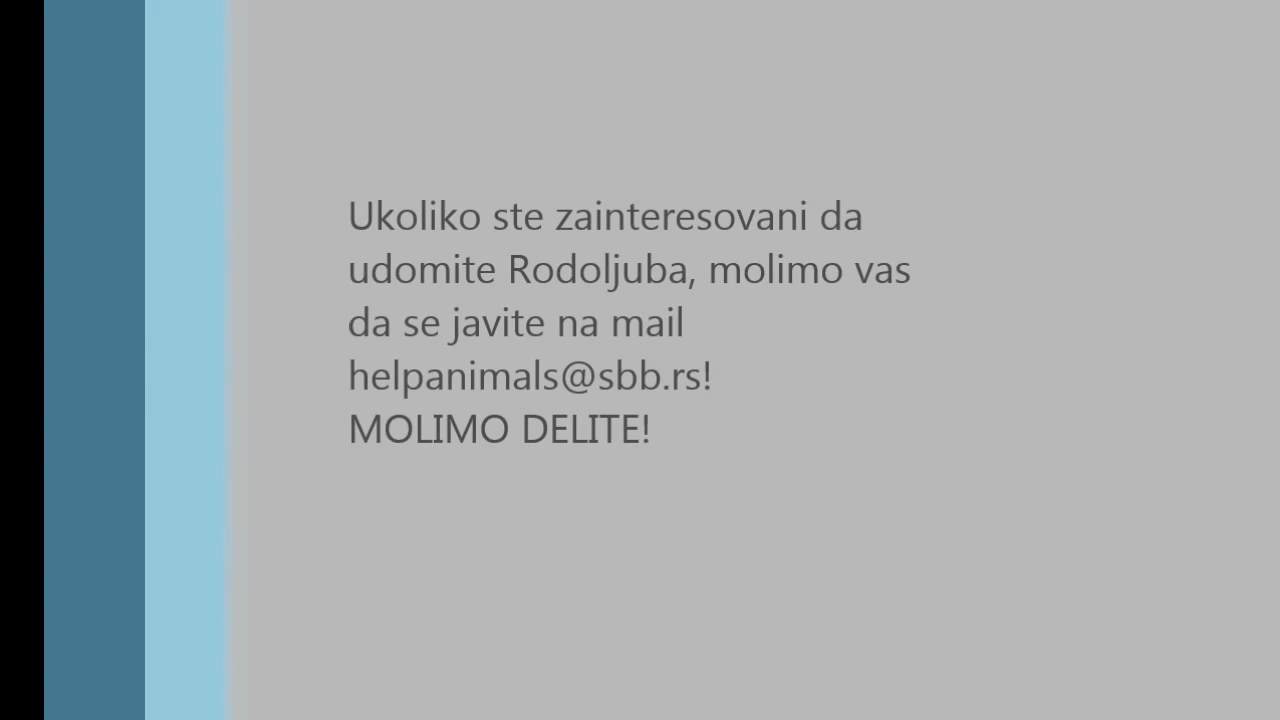 Ukoliko ste zainteresovani da
udomite Rodoljuba, molimo vas
da se javite na mail
helpanimals@sbb.rs!
MOLIMO DELITE!